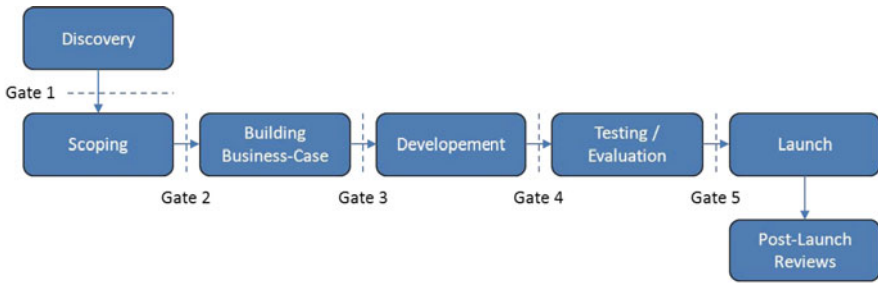 Discovery
Gate 1
Scoping
Building
Business-Case
Developement
Testing /
Evaluation
Launch
Gate 2
Gate 3
Gate 4
Gate 5
Post-Launch
Reviews